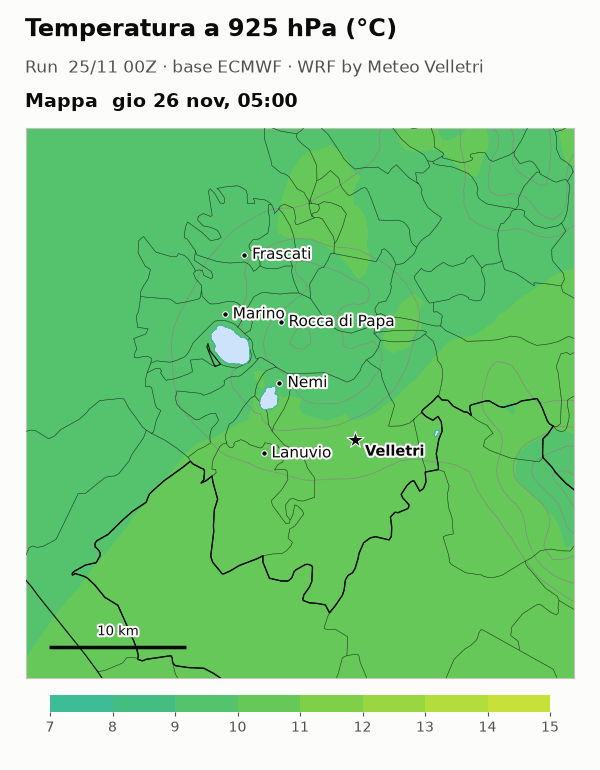 Temperatura a 925 hPa (°C)
Run  25/11 00Z · base ECMWF · WRF by Meteo Velletri
Mappa  gio 26 nov, 05:00
Frascati
Marino
Rocca di Papa
Nemi
Velletri
Lanuvio
10 km
7 8 9 10 11 12 13 14 15